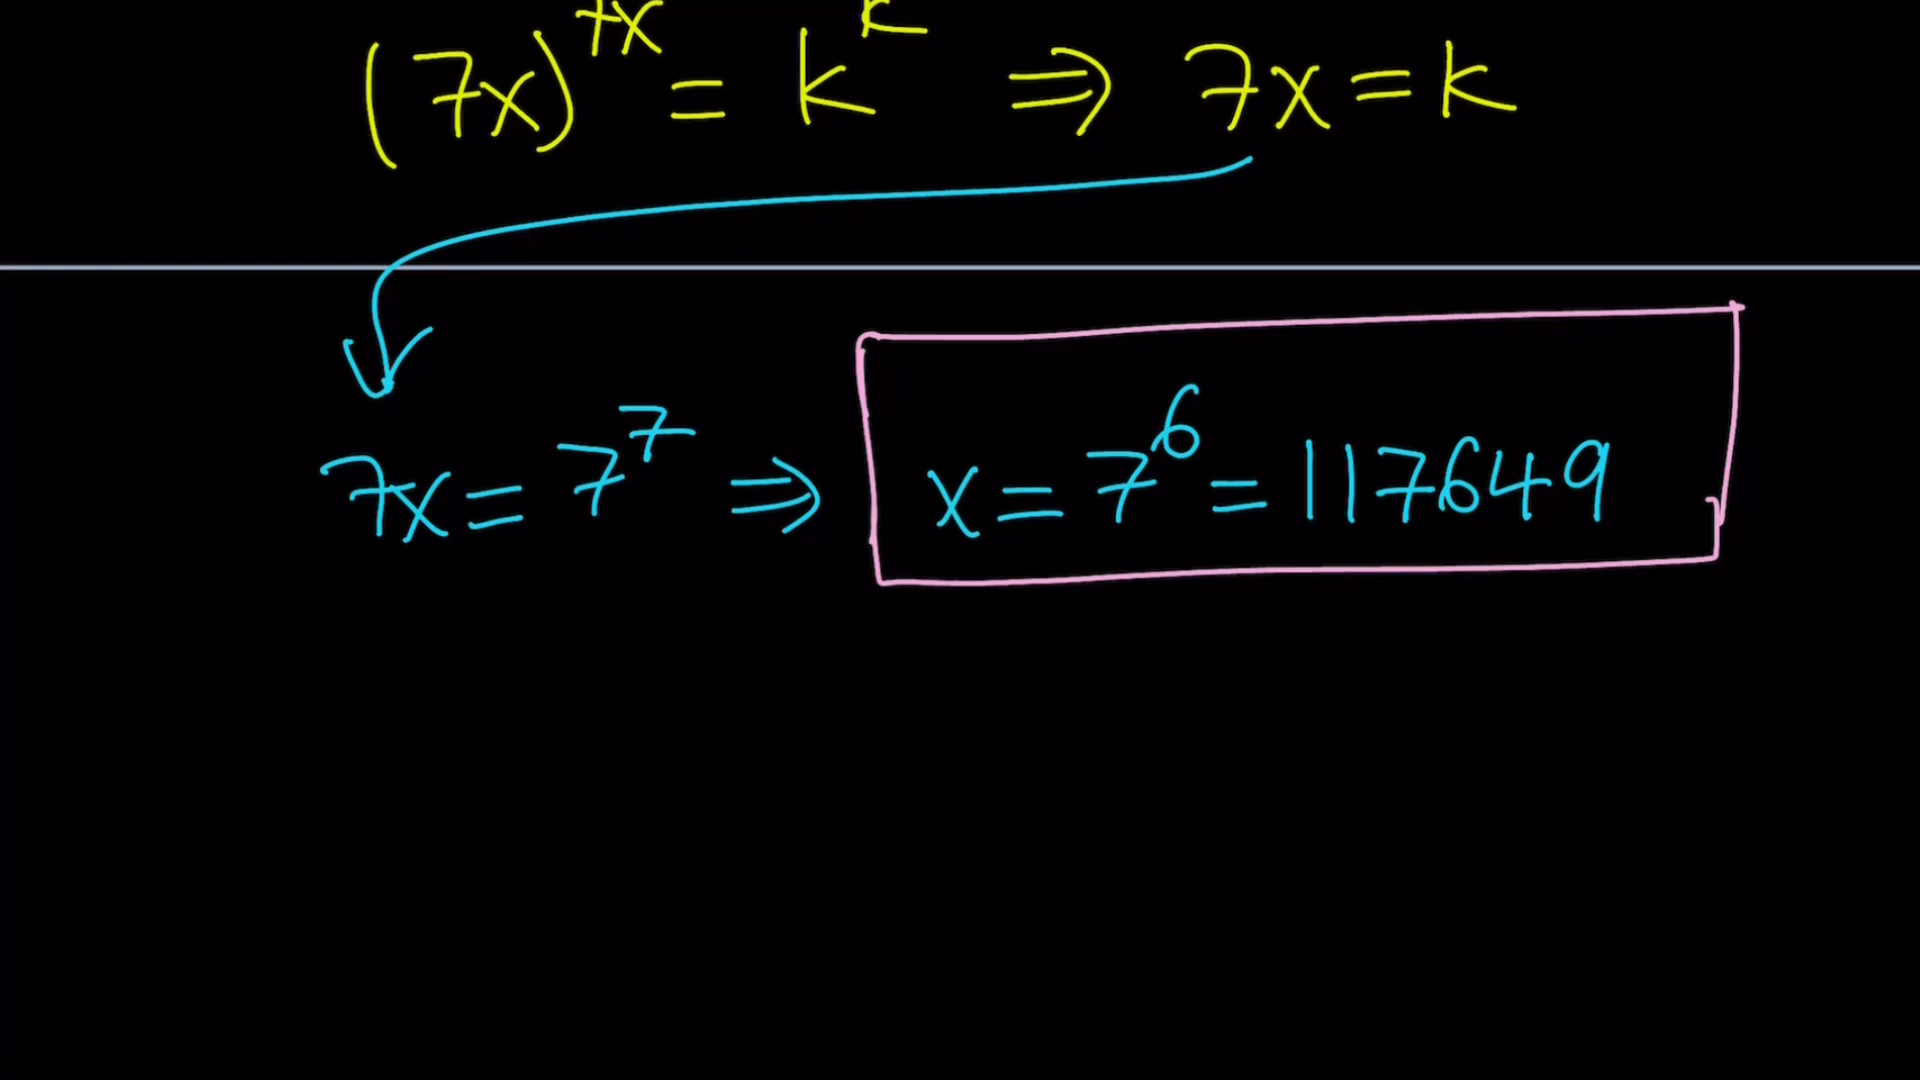 (7x)^7x = k^k ⇒ 7x = k
7x = 7^7 ⇒ x = 7^6 = 117649